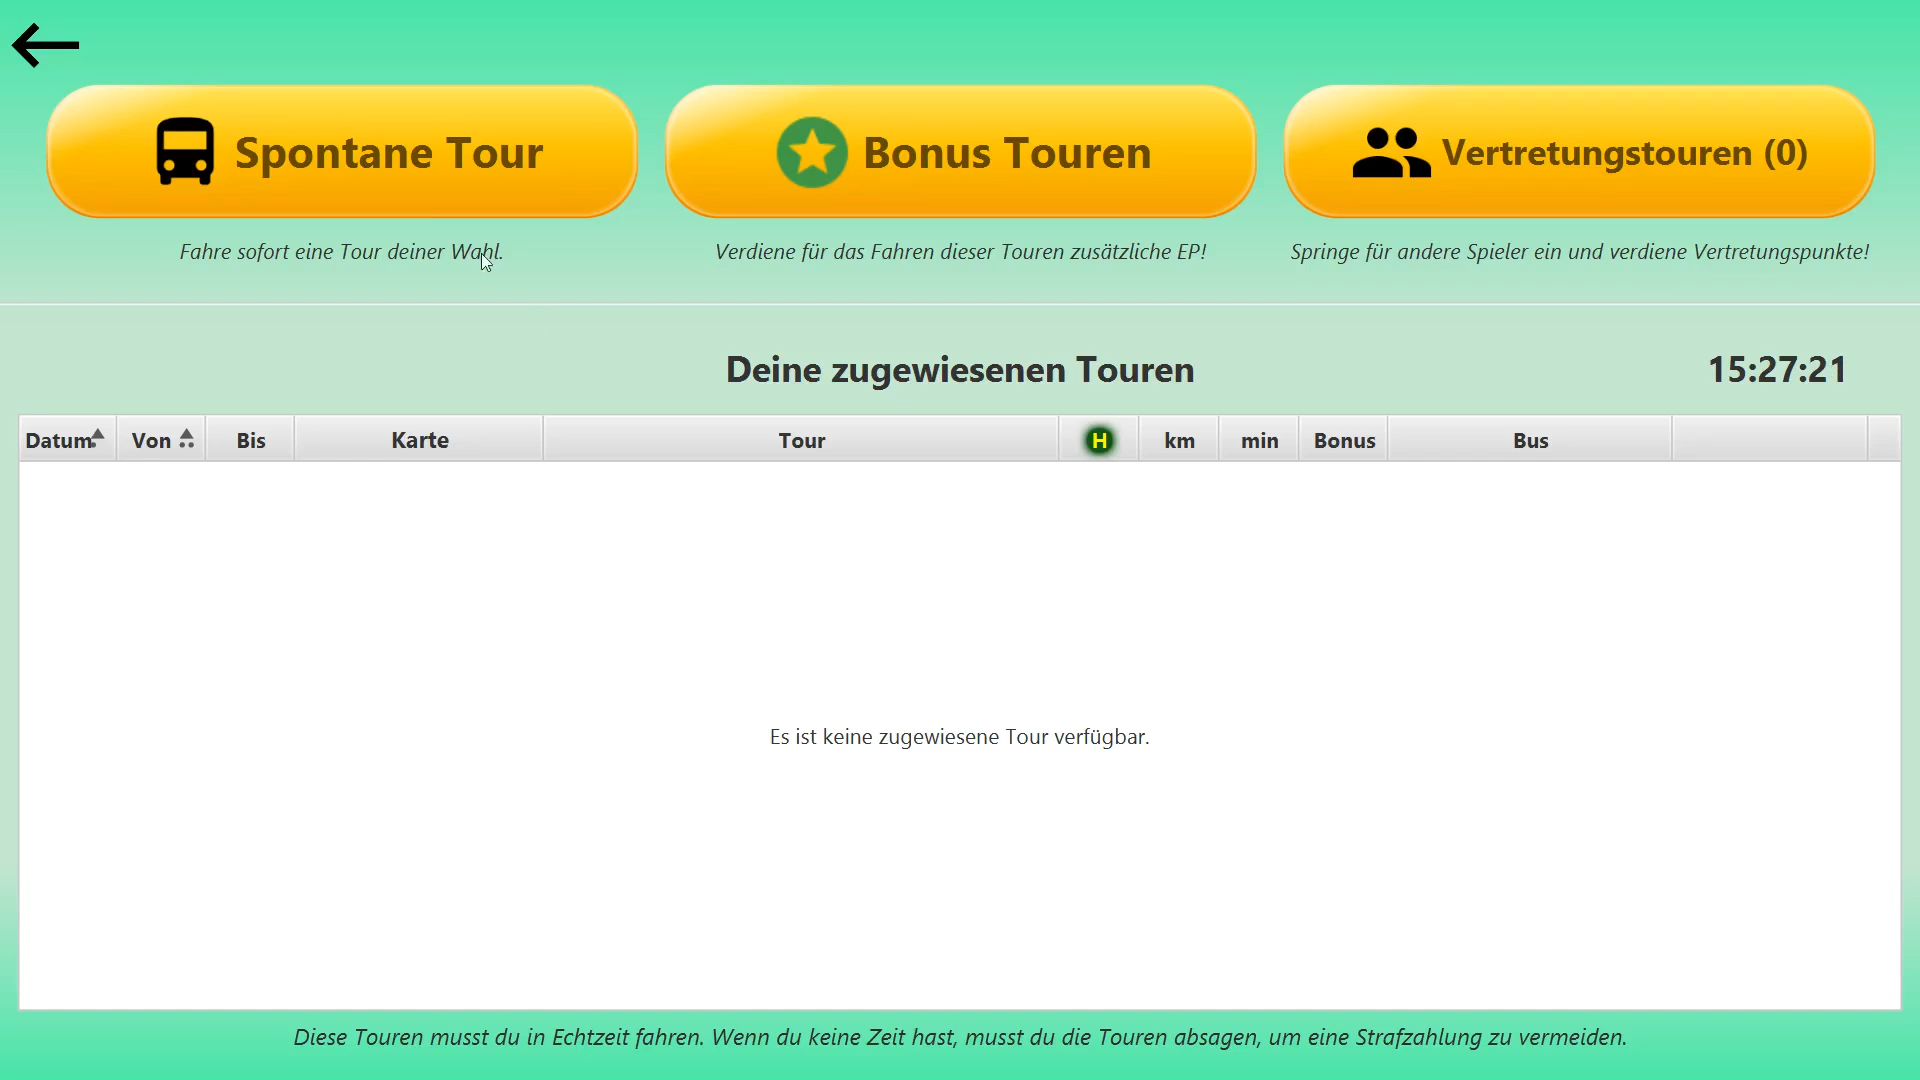 Spontane Tour
Bonus Touren
Vertretungstouren (0)
Fahre sofort eine Tour deiner Wahl.
Verdiene für das Fahren dieser Touren zusätzliche EP!
Springe für andere Spieler ein und verdiene Vertretungspunkte!
Deine zugewiesenen Touren
15:27:21
Datum Von Bis Karte Tour H km min Bonus Bus
Es ist keine zugewiesene Tour verfügbar.
Diese Touren musst du in Echtzeit fahren. Wenn du keine Zeit hast, musst du die Touren absagen, um eine Strafzahlung zu vermeiden.